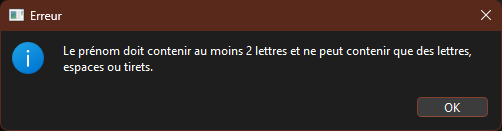 Erreur
Le prénom doit contenir au moins 2 lettres et ne peut contenir que des lettres,
espaces ou tirets.
OK